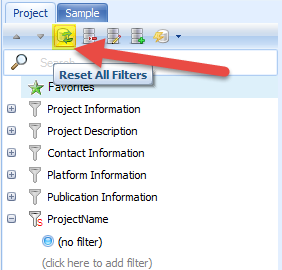 Project Sample
Search
Reset All Filters
Favorites
Project Information
Project Description
Contact Information
Platform Information
Publication Information
ProjectName
(no filter)
(click here to add filter)